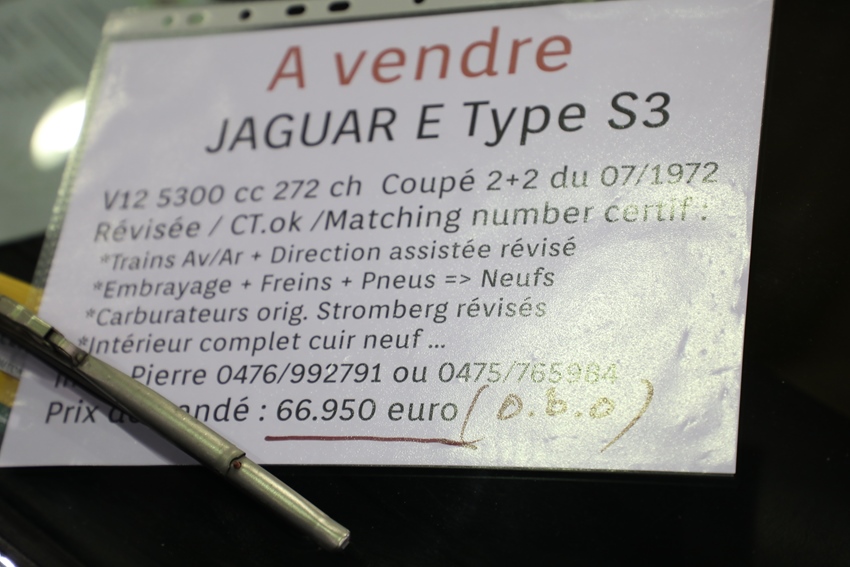 A vendre
JAGUAR E Type S3
V12 5300 cc 272 ch Coupé 2+2 du 07/1972
Révisée / CT.ok /Matching number certif.:
*Trains Av/Ar + Direction assistée révisé
*Embrayage + Freins + Pneus => Neufs
*Carburateurs orig. Stromberg révisés
*Intérieur complet cuir neuf ...
Pierre 0476/992791 ou 0475/765984
Prix demandé : 66.950 euro (O.B.O)